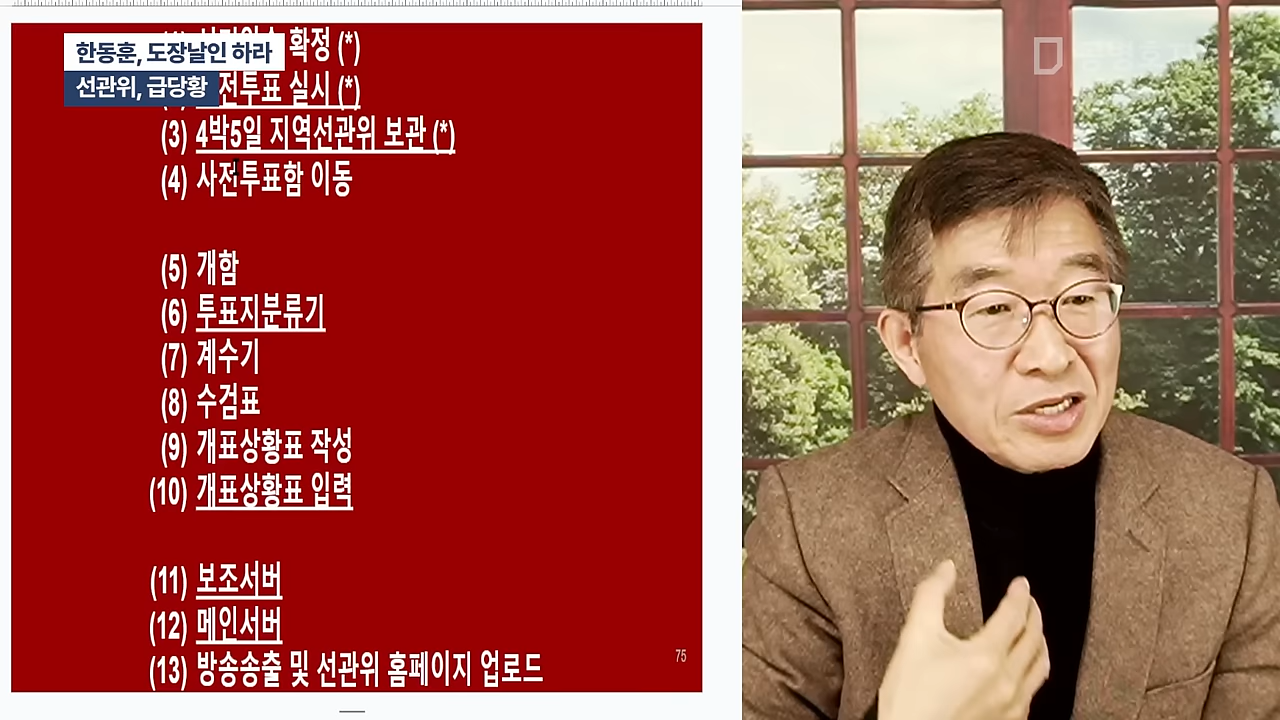 한동훈, 도장날인 하라
선관위, 급당황
확정 (*)
실시 (*)
(3) 4박5일 지역선관위 보관 (*)
(4) 사전투표함 이동
(5) 개함
(6) 투표지분류기
(7) 계수기
(8) 수검표
(9) 개표상황표 작성
(10) 개표상황표 입력
(11) 보조서버
(12) 메인서버
(13) 방송송출 및 선관위 홈페이지 업로드
75